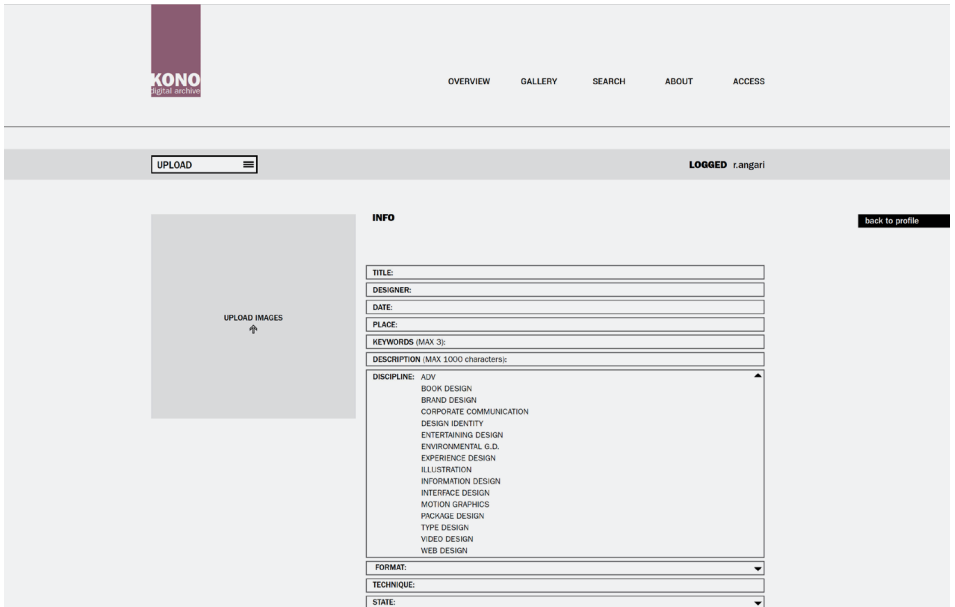 KONO
digital archive
OVERVIEW GALLERY SEARCH ABOUT ACCESS
UPLOAD
LOGGED r.angari
INFO
back to profile
UPLOAD IMAGES
TITLE:
DESIGNER:
DATE:
PLACE:
KEYWORDS (MAX 3):
DESCRIPTION (MAX 1000 characters):
DISCIPLINE: ADV
BOOK DESIGN
BRAND DESIGN
CORPORATE COMMUNICATION
DESIGN IDENTITY
ENTERTAINING DESIGN
ENVIRONMENTAL G.D.
EXPERIENCE DESIGN
ILLUSTRATION
INFORMATION DESIGN
INTERFACE DESIGN
MOTION GRAPHICS
PACKAGE DESIGN
TYPE DESIGN
VIDEO DESIGN
WEB DESIGN
FORMAT:
TECHNIQUE:
STATE: